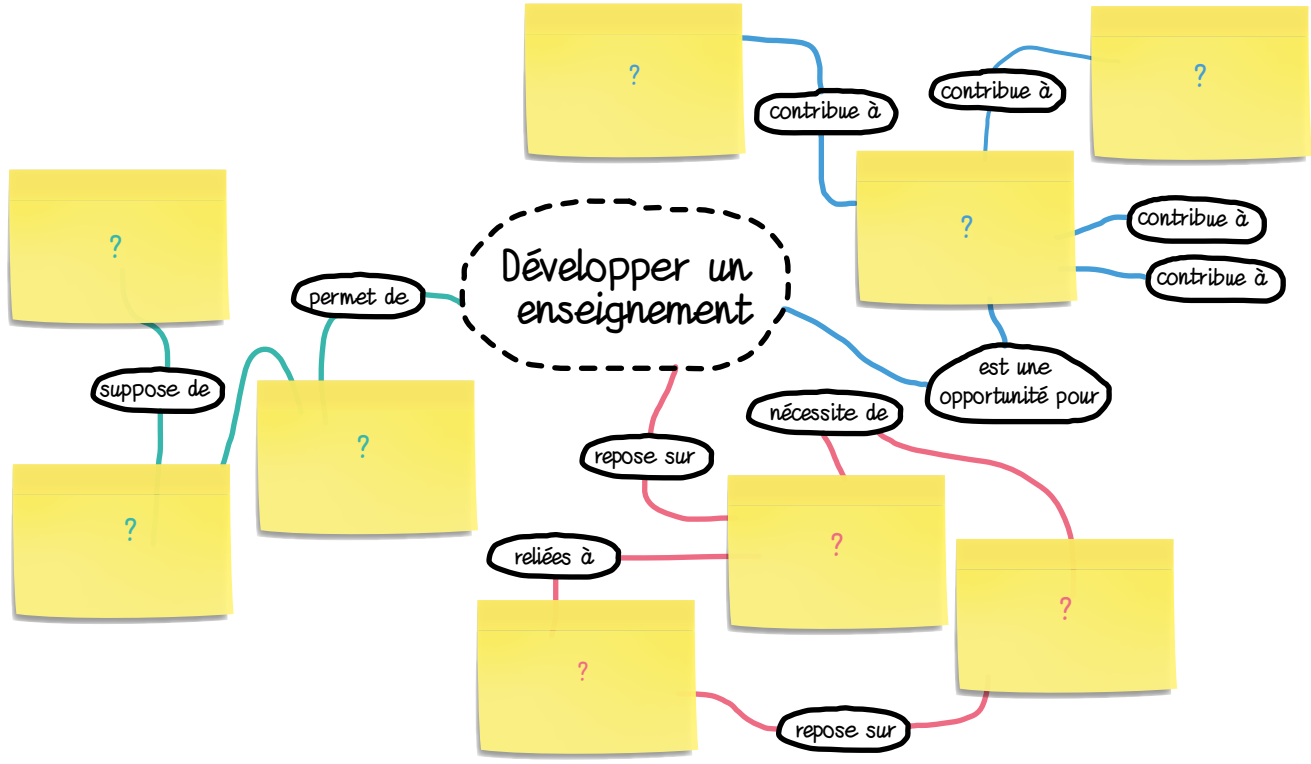 ?
contribue à
contribue à
?
?
permet de
suppose de
?
?
Développer un
enseignement
?
contribue à
contribue à
est une
opportunité pour
repose sur
nécessite de
?
reliées à
?
?
repose sur